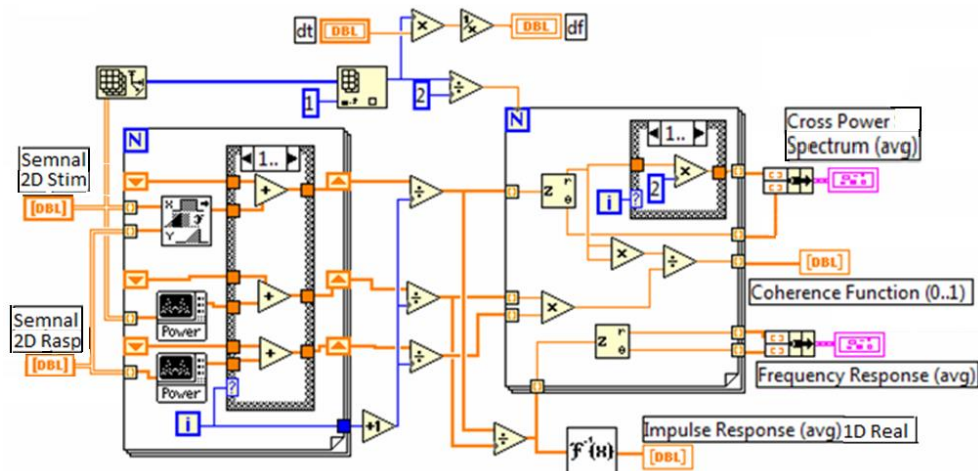 dt
DBL
×
1/x
DBL
df
1
2
÷
N
Semnal
2D Stim
[DBL]
1..
+
X
Y
Power
Semnal
2D Rasp
[DBL]
+
Power
+
?
i
+1
÷
÷
÷
÷
N
1..
z
r
θ
i
?
2
×
×
÷
×
z
r
θ
Cross Power
Spectrum (avg)
[DBL]
Coherence Function (0..1)
Frequency Response (avg)
F⁻¹{X}
Impulse Response (avg) 1D Real
[DBL]